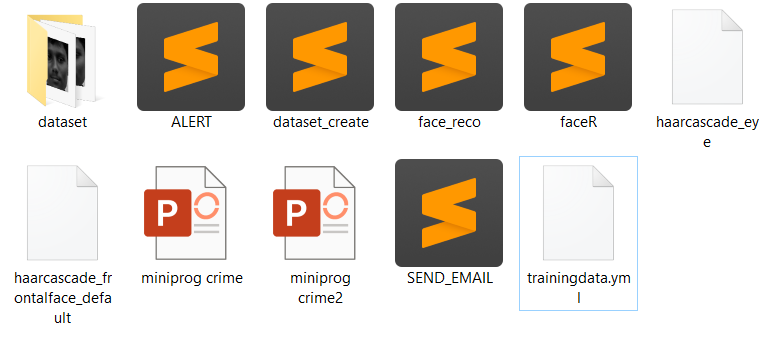 dataset
ALERT
dataset_create
face_reco
faceR
haarcascade_ey
e
haarcascade_fr
ontalface_defa
ult
P
miniprog crime
P
miniprog
crime2
SEND_EMAIL
trainingdata.ym
l